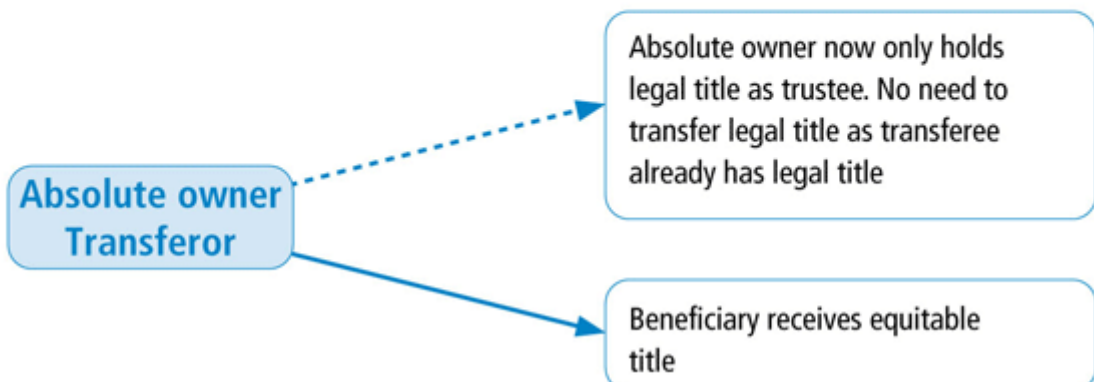 Absolute owner
Transferor
Absolute owner now only holds
legal title as trustee. No need to
transfer legal title as transferee
already has legal title
Beneficiary receives equitable
title